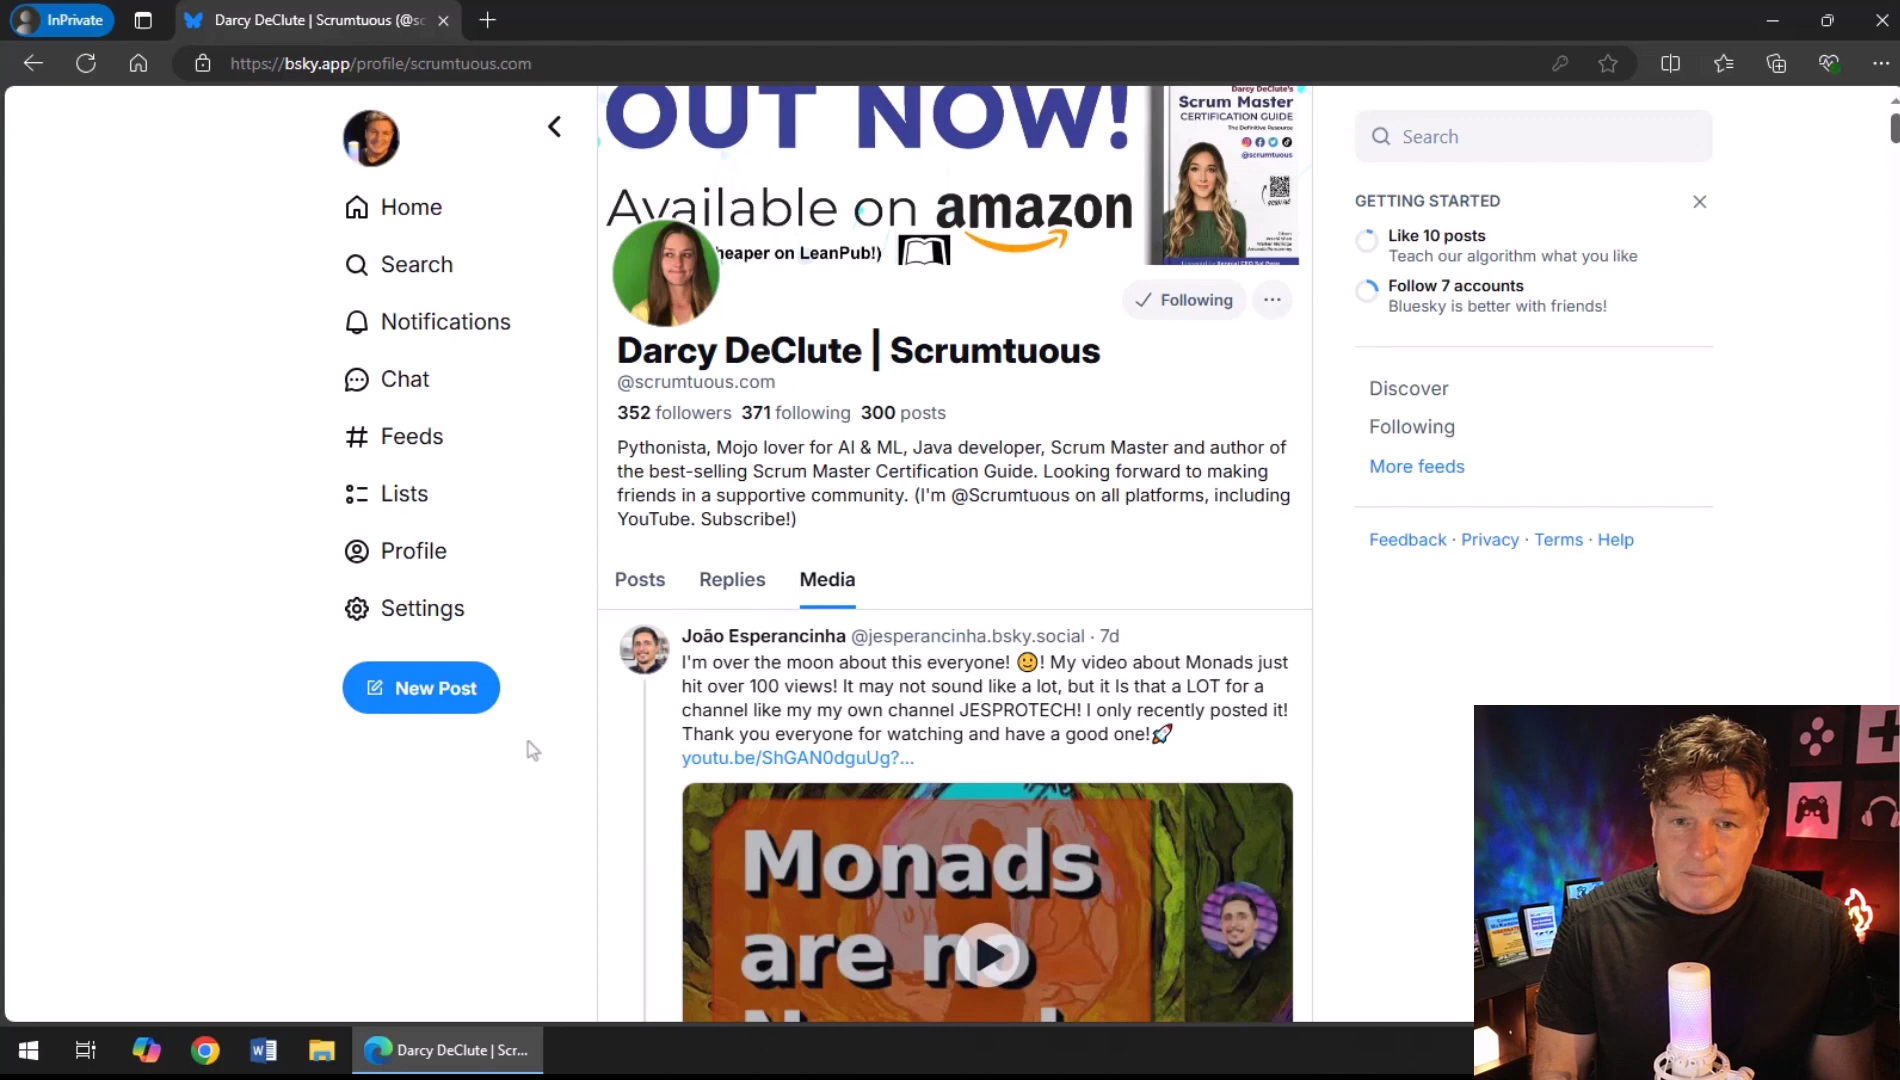 InPrivate
Darcy DeClute | Scrumtuous (@sc
https://bsky.app/profile/scrumtuous.com
Home
Search
Notifications
Chat
Feeds
Lists
Profile
Settings
New Post
OUT NOW!
Available on amazon
heaper on LeanPub!)
Darcy DeClute's
Scrum Master
CERTIFICATION GUIDE
The Definitive Resource
@scrumtuous
Following
Darcy DeClute | Scrumtuous
@scrumtuous.com
352 followers 371 following 300 posts
Pythonista, Mojo lover for AI & ML, Java developer, Scrum Master and author of
the best-selling Scrum Master Certification Guide. Looking forward to making
friends in a supportive community. (I'm @Scrumtuous on all platforms, including
YouTube. Subscribe!)
Posts Replies Media
João Esperancinha @jesperancinha.bsky.social · 7d
I'm over the moon about this everyone! 🙂! My video about Monads just
hit over 100 views! It may not sound like a lot, but it Is that a LOT for a
channel like my my own channel JESPROTECH! I only recently posted it!
Thank you everyone for watching and have a good one!🚀
youtu.be/ShGAN0dguUg?...
Monads
are no
Search
GETTING STARTED
Like 10 posts
Teach our algorithm what you like
Follow 7 accounts
Bluesky is better with friends!
Discover
Following
More feeds
Feedback · Privacy · Terms · Help
Darcy DeClute | Scr...